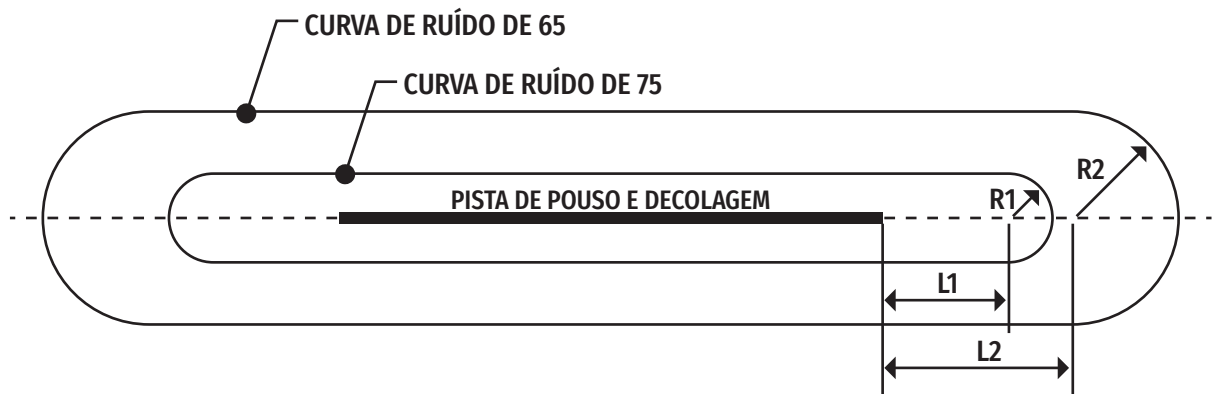 CURVA DE RUÍDO DE 65
CURVA DE RUÍDO DE 75
R2
PISTA DE POUSO E DECOLAGEM
R1
L1
L2